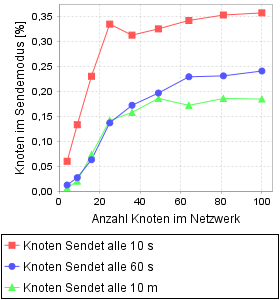 Knoten im Sendemodus [%]
0,35
0,30
0,25
0,20
0,15
0,10
0,05
0,00
0
20
40
60
80
100
Anzahl Knoten im Netzwerk
Knoten Sendet alle 10 s
Knoten Sendet alle 60 s
Knoten Sendet alle 10 m